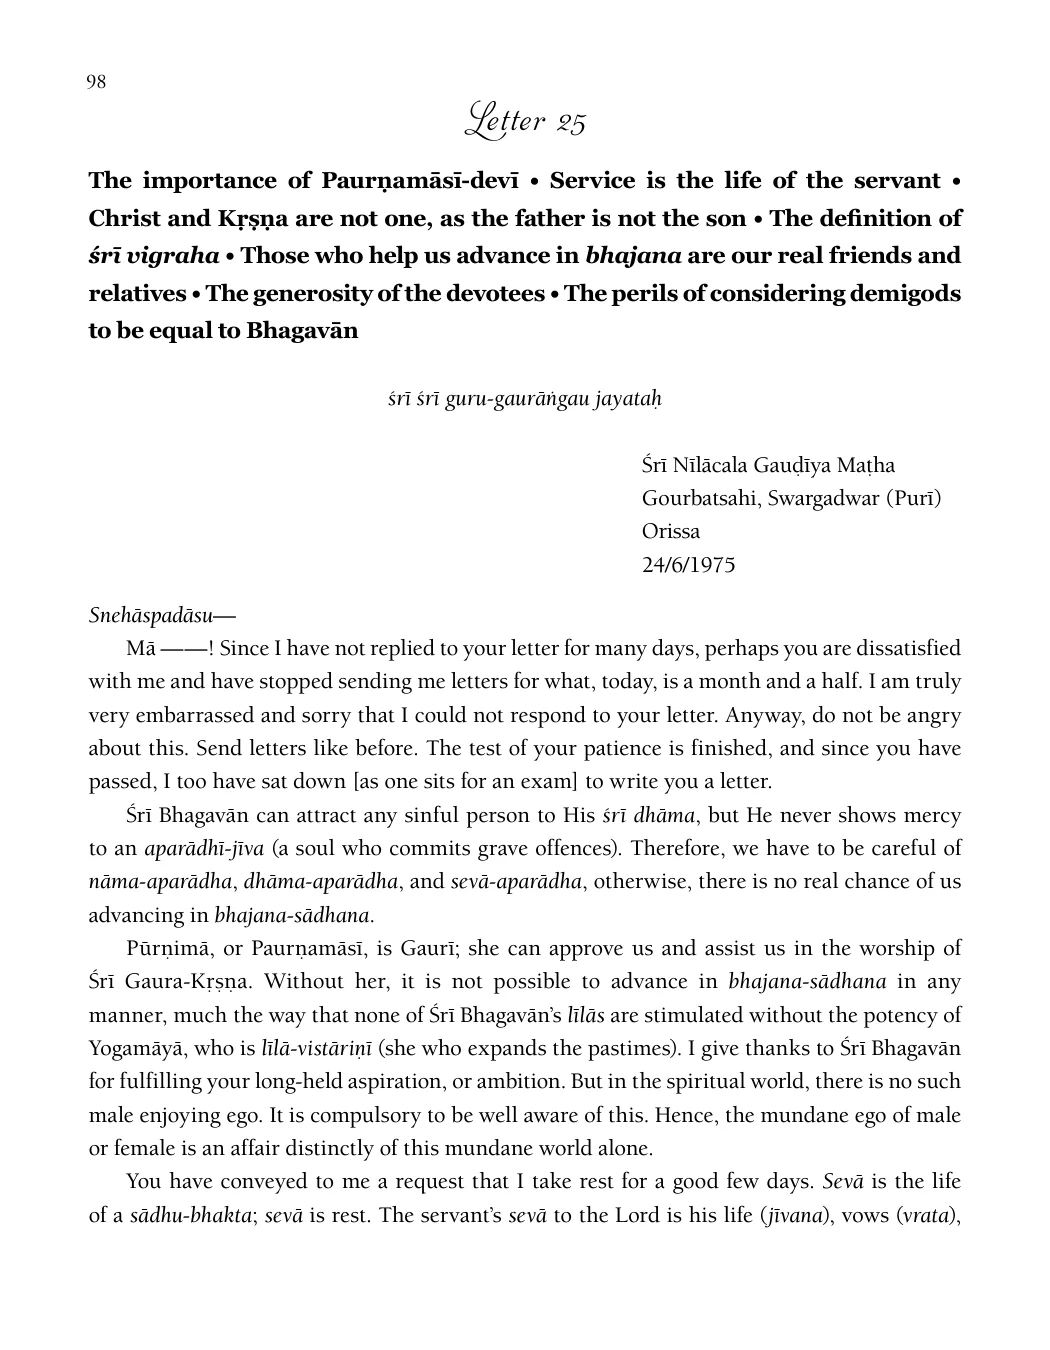 98
Letter 25
The importance of Paurṇamāsī-devī • Service is the life of the servant •
Christ and Kṛṣṇa are not one, as the father is not the son • The definition of
śrī vigraha • Those who help us advance in bhajana are our real friends and
relatives • The generosity of the devotees • The perils of considering demigods
to be equal to Bhagavān
śrī śrī guru-gaurāṅgau jayataḥ
Śrī Nīlācala Gauḍīya Maṭha
Gourbatsahi, Swargadwar (Purī)
Orissa
24/6/1975
Snehāspadāsu—
Mā ——! Since I have not replied to your letter for many days, perhaps you are dissatisfied
with me and have stopped sending me letters for what, today, is a month and a half. I am truly
very embarrassed and sorry that I could not respond to your letter. Anyway, do not be angry
about this. Send letters like before. The test of your patience is finished, and since you have
passed, I too have sat down [as one sits for an exam] to write you a letter.
Śrī Bhagavān can attract any sinful person to His śrī dhāma, but He never shows mercy
to an aparādhī-jīva (a soul who commits grave offences). Therefore, we have to be careful of
nāma-aparādha, dhāma-aparādha, and sevā-aparādha, otherwise, there is no real chance of us
advancing in bhajana-sādhana.
Pūrṇimā, or Paurṇamāsī, is Gaurī; she can approve us and assist us in the worship of
Śrī Gaura-Kṛṣṇa. Without her, it is not possible to advance in bhajana-sādhana in any
manner, much the way that none of Śrī Bhagavān’s līlās are stimulated without the potency of
Yogamāyā, who is līlā-vistāriṇī (she who expands the pastimes). I give thanks to Śrī Bhagavān
for fulfilling your long-held aspiration, or ambition. But in the spiritual world, there is no such
male enjoying ego. It is compulsory to be well aware of this. Hence, the mundane ego of male
or female is an affair distinctly of this mundane world alone.
You have conveyed to me a request that I take rest for a good few days. Sevā is the life
of a sādhu-bhakta; sevā is rest. The servant’s sevā to the Lord is his life (jīvana), vows (vrata),